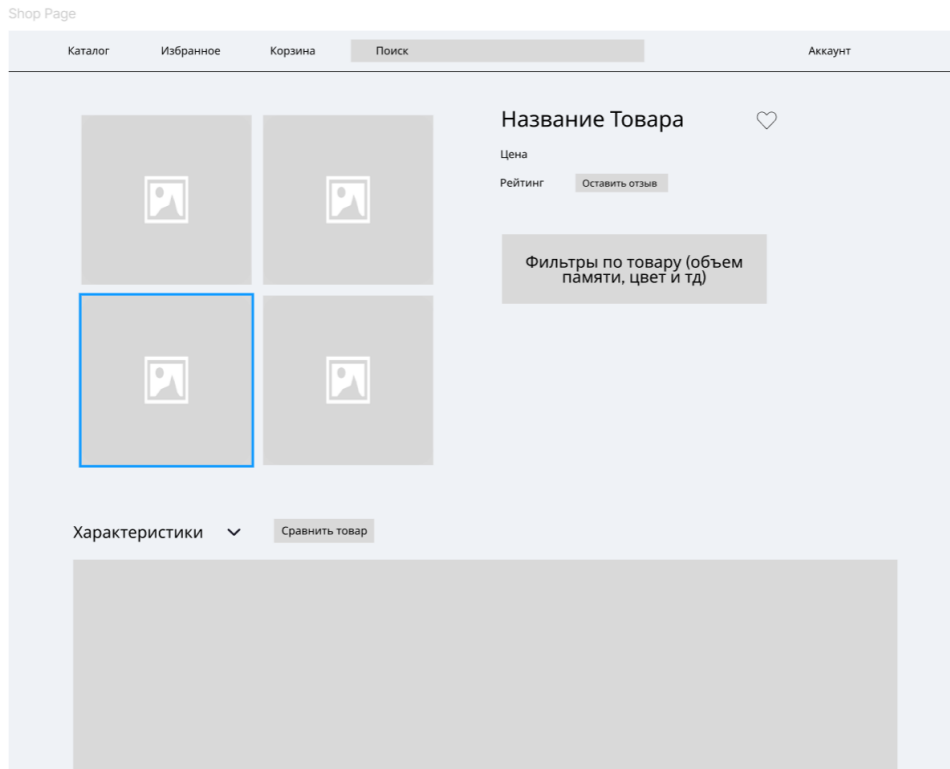 Shop Page
Каталог
Избранное
Корзина
Поиск
Аккаунт
Название Товара
Цена
Рейтинг
Оставить отзыв
Фильтры по товару (объем
памяти, цвет и тд)
Характеристики
Сравнить товар